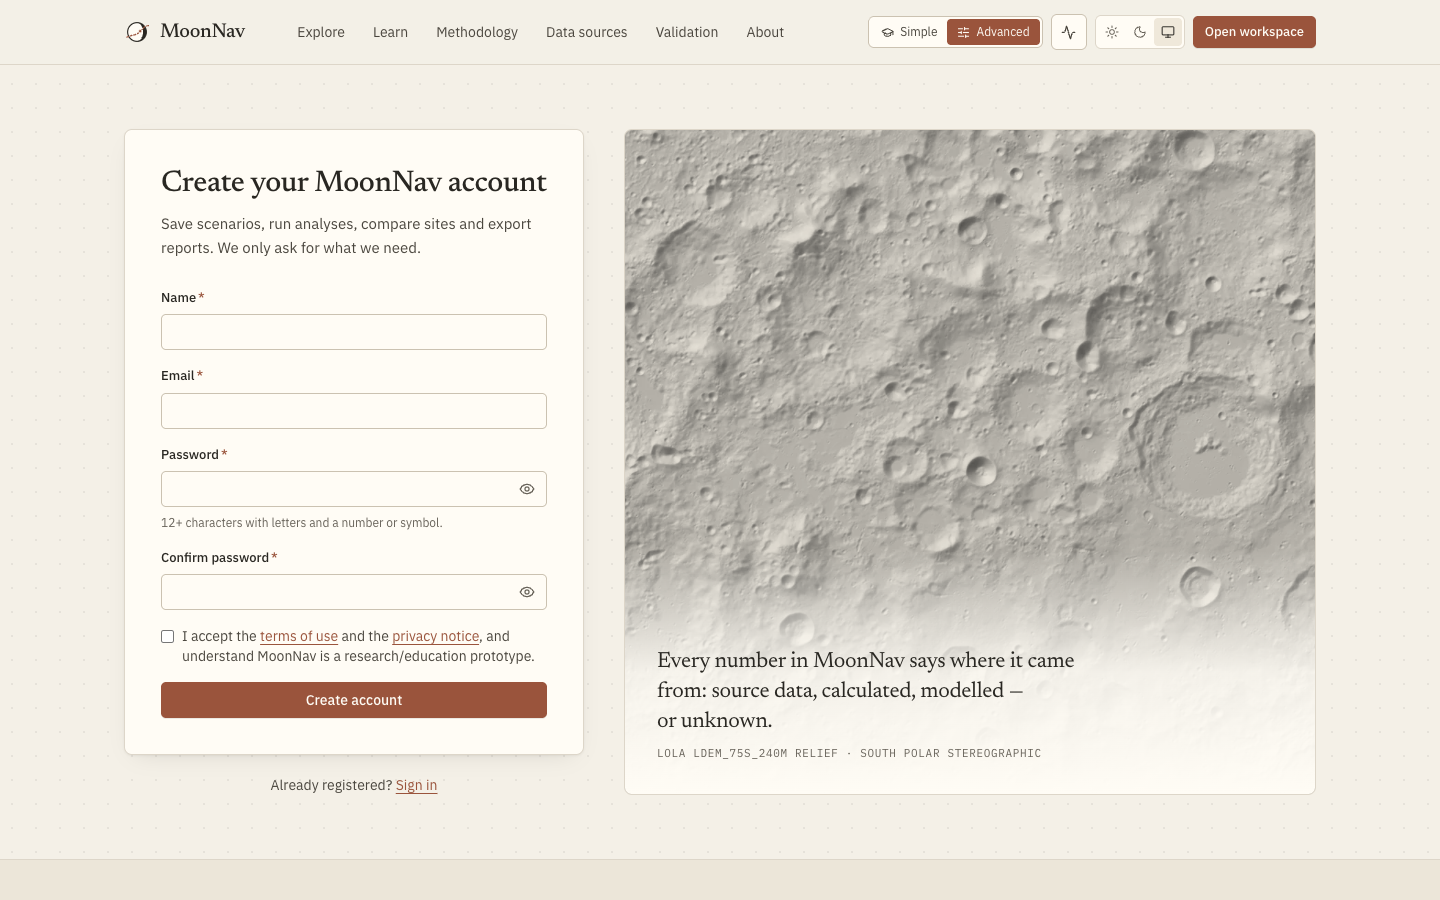 MoonNav
Explore
Learn
Methodology
Data sources
Validation
About
Simple
Advanced
Open workspace
Create your MoonNav account
Save scenarios, run analyses, compare sites and export
reports. We only ask for what we need.
Name *
Email *
Password *
12+ characters with letters and a number or symbol.
Confirm password *
I accept the terms of use and the privacy notice, and
understand MoonNav is a research/education prototype.
Create account
Already registered? Sign in
Every number in MoonNav says where it came
from: source data, calculated, modelled —
or unknown.
LOLA LDEM_75S_240M RELIEF · SOUTH POLAR STEREOGRAPHIC